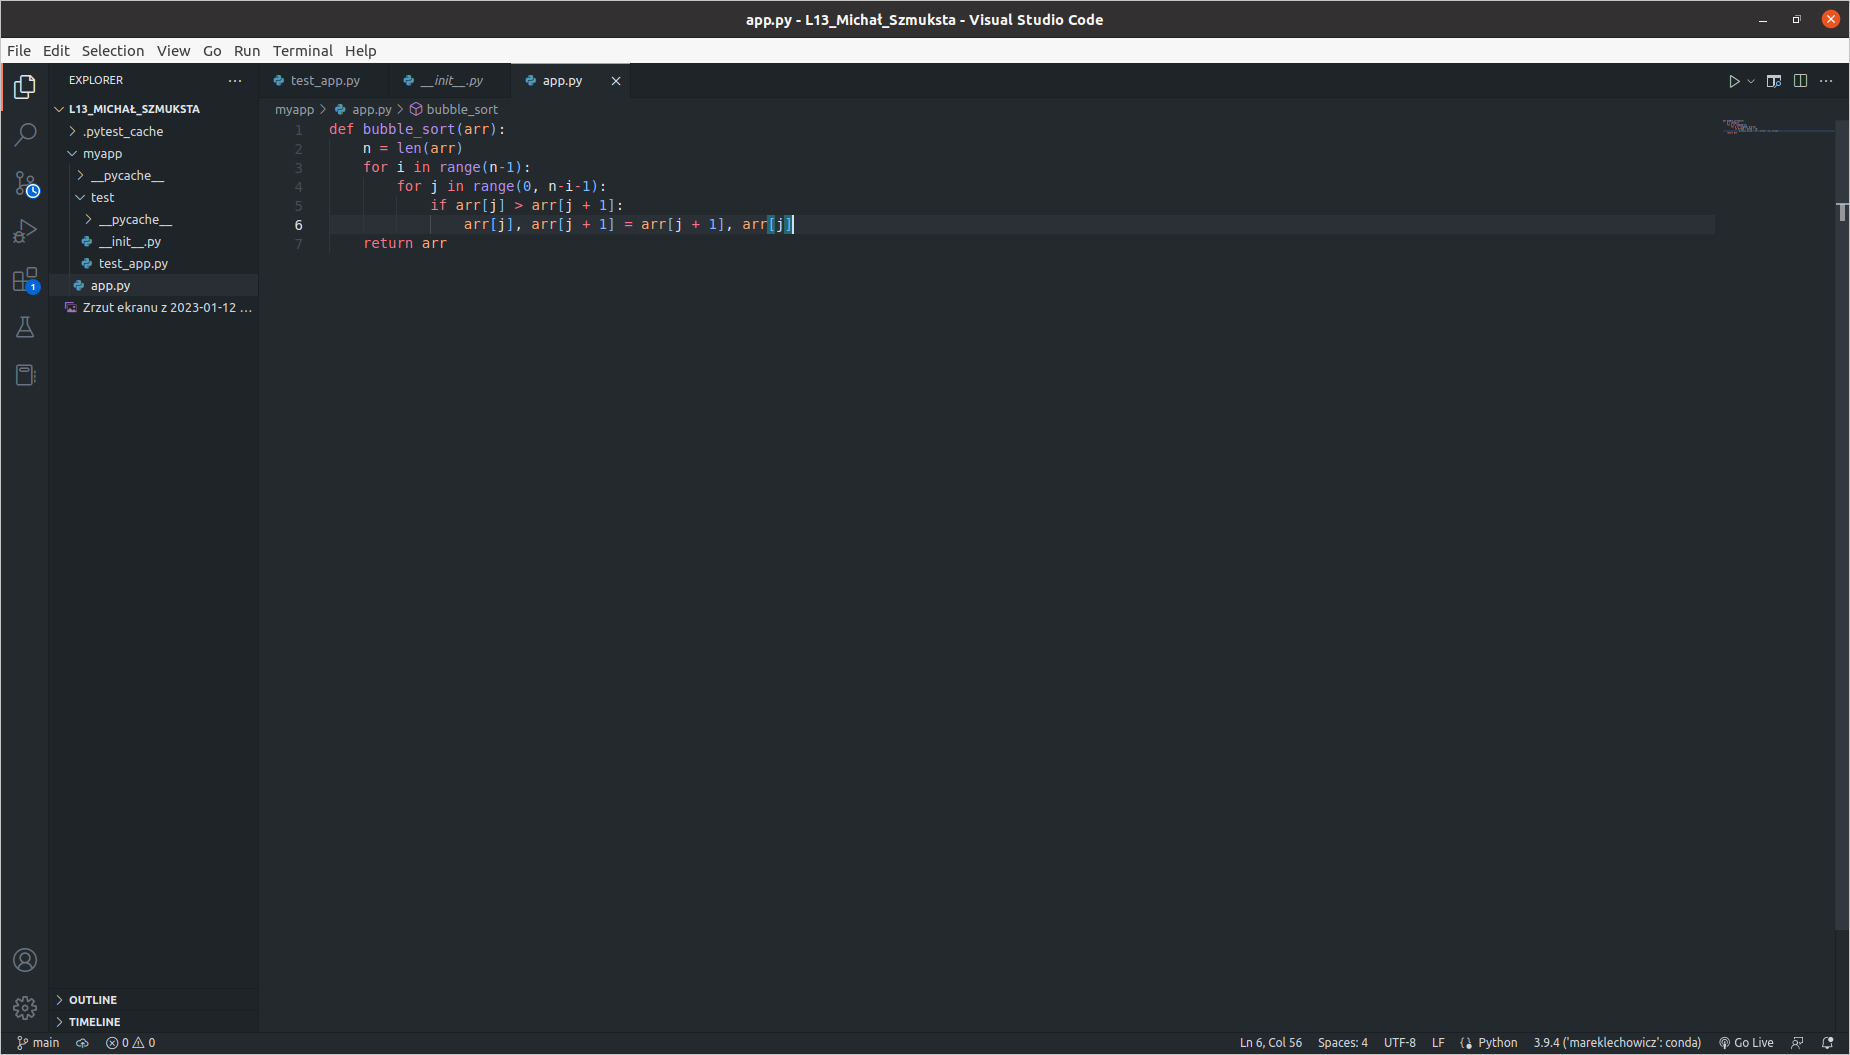 app.py - L13_Michał_Szmuksta - Visual Studio Code
File Edit Selection View Go Run Terminal Help
EXPLORER
L13_MICHAŁ_SZMUKSTA
.pytest_cache
myapp
__pycache__
test
__pycache__
__init__.py
test_app.py
app.py
Zrzut ekranu z 2023-01-12 ...
OUTLINE
TIMELINE
1
test_app.py __init__.py app.py
myapp > app.py > bubble_sort
1 def bubble_sort(arr):
2     n = len(arr)
3     for i in range(n-1):
4         for j in range(0, n-i-1):
5             if arr[j] > arr[j + 1]:
6                 arr[j], arr[j + 1] = arr[j + 1], arr[j]
7     return arr
main 0 0 Ln 6, Col 56 Spaces: 4 UTF-8 LF Python 3.9.4 ('mareklechowicz': conda) Go Live